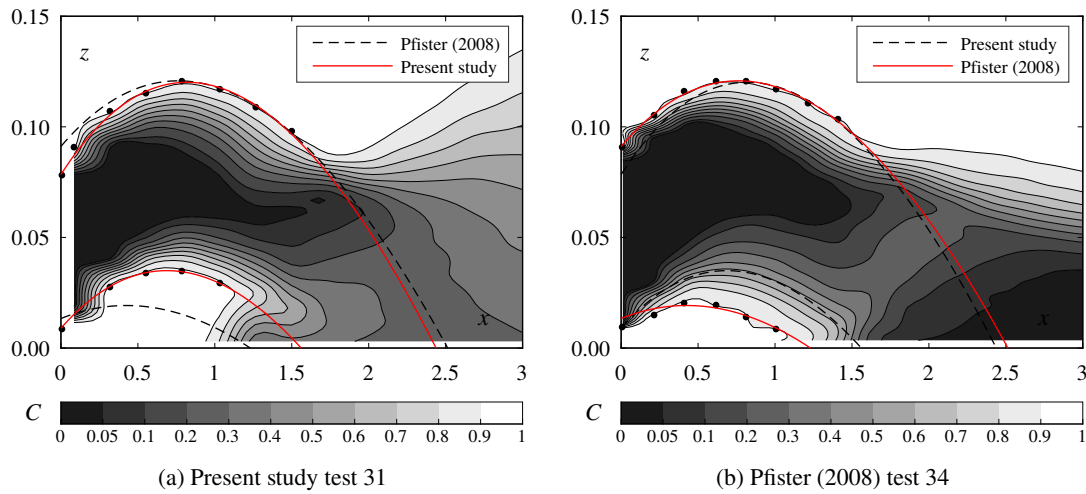 0.15
0.10
0.05
0.00
z
Pfister (2008)
Present study
x
0 0.5 1 1.5 2 2.5 3
C
0 0.05 0.1 0.2 0.3 0.4 0.5 0.6 0.7 0.8 0.9 1
(a) Present study test 31
0.15
0.10
0.05
0.00
z
Present study
Pfister (2008)
x
0 0.5 1 1.5 2 2.5 3
C
0 0.05 0.1 0.2 0.3 0.4 0.5 0.6 0.7 0.8 0.9 1
(b) Pfister (2008) test 34